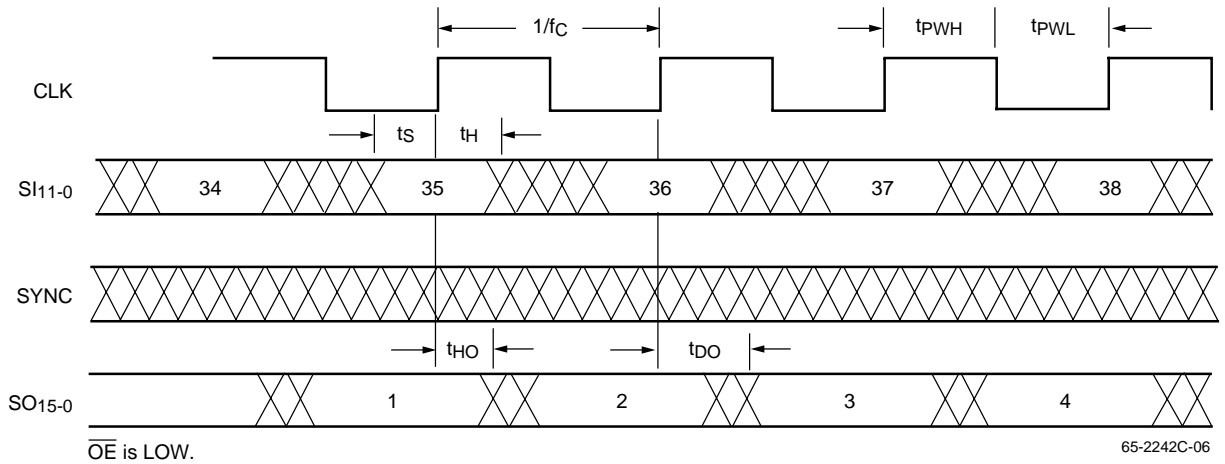 1/fC
tPWH
tPWL
CLK
tS
tH
SI11-0
34
35
36
37
38
SYNC
tHO
tDO
SO15-0
1
2
3
4
OE is LOW.
65-2242C-06